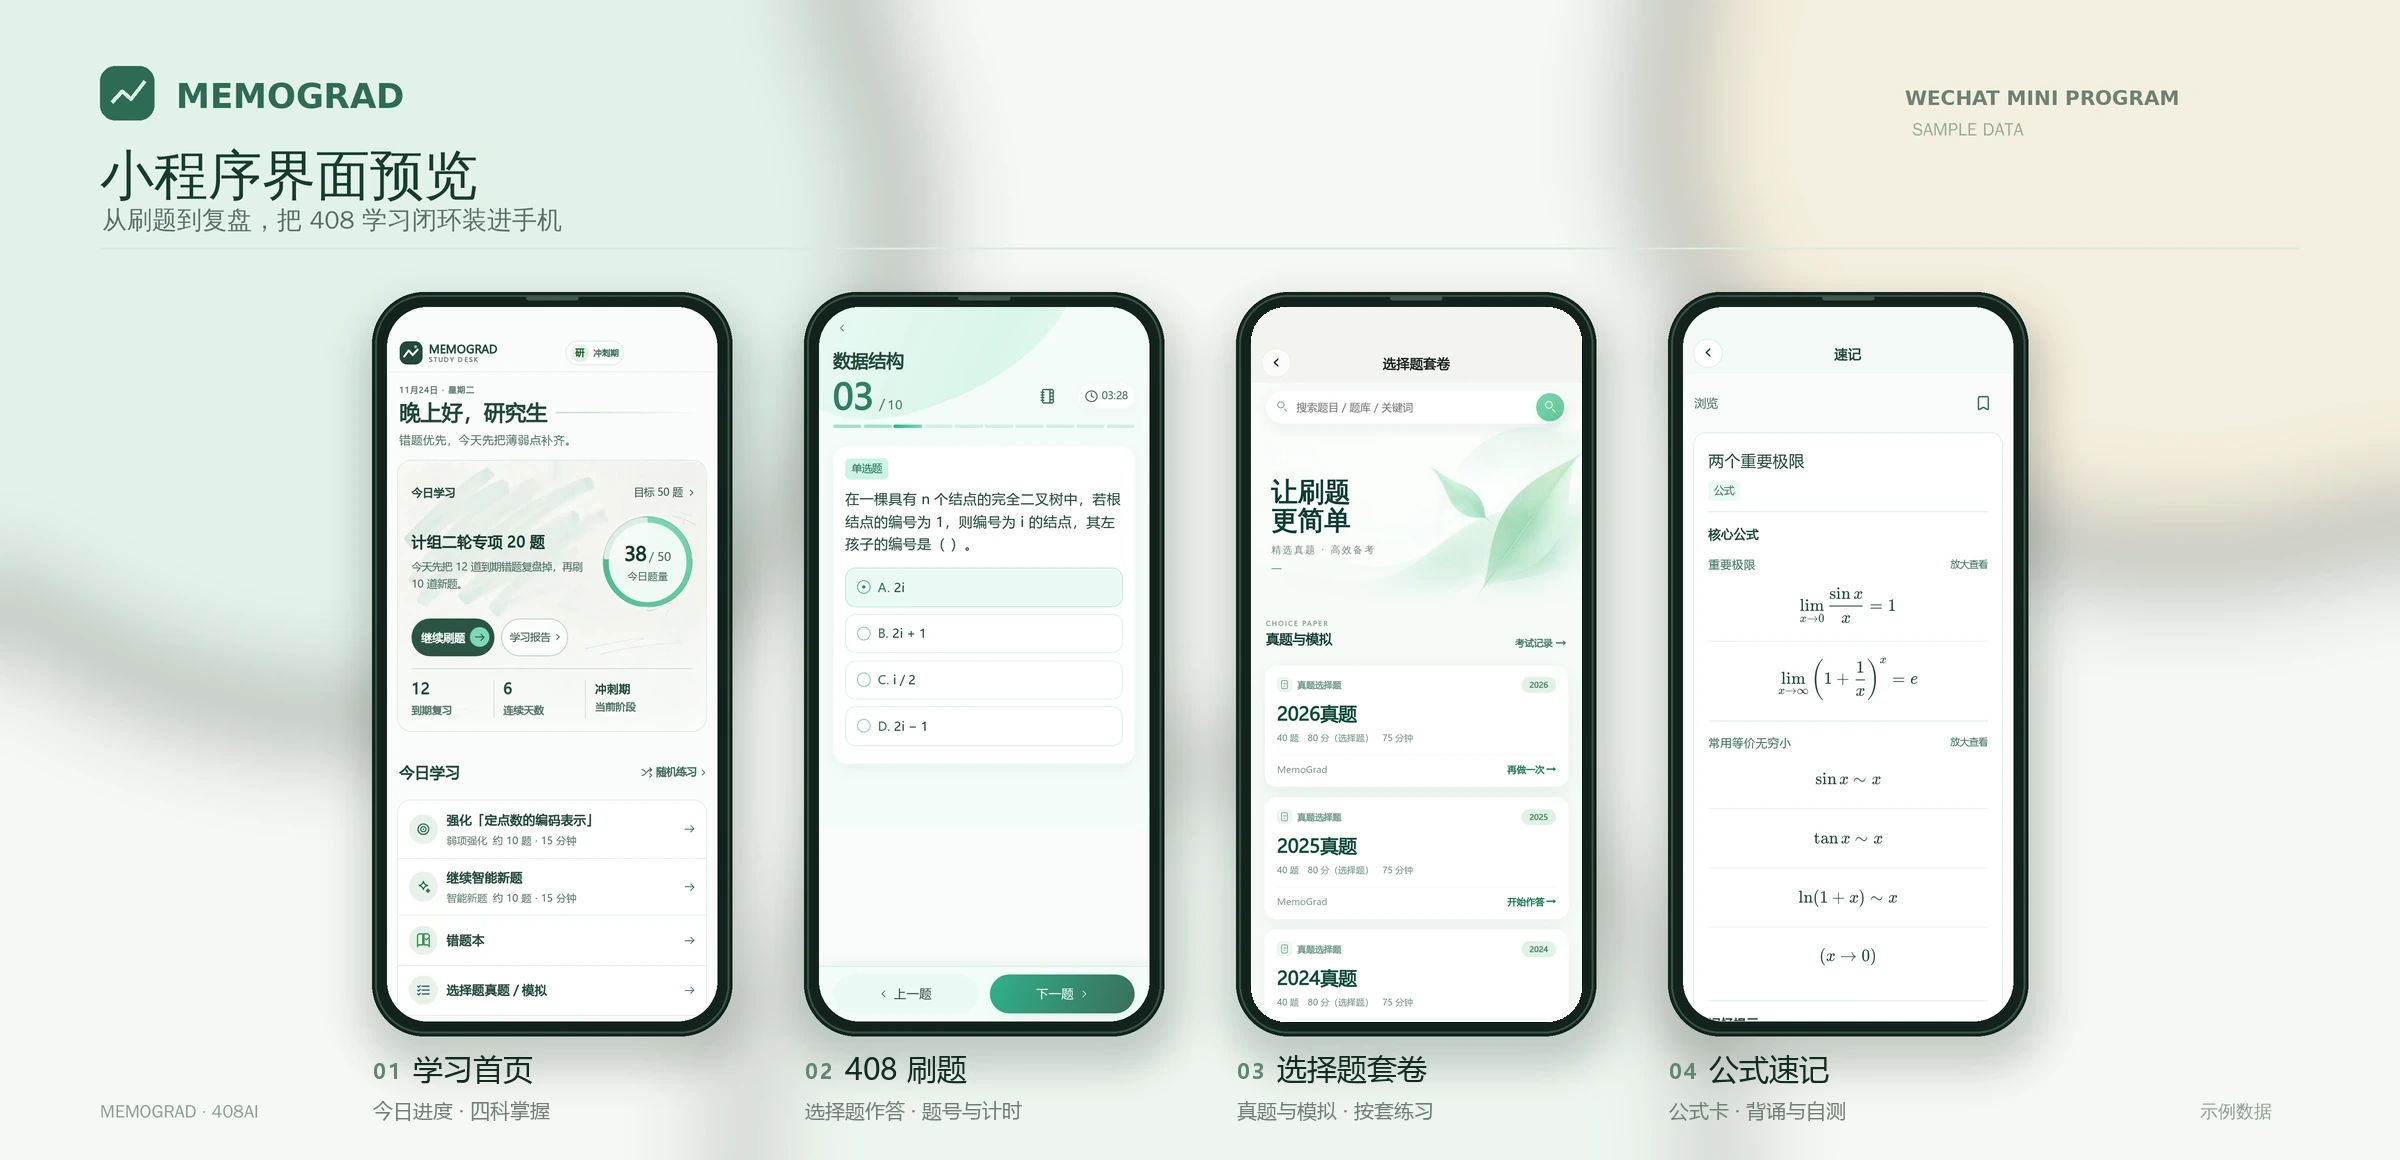 MEMOGRAD
WECHAT MINI PROGRAM
SAMPLE DATA
小程序界面预览
从刷题到复盘，把 408 学习闭环装进手机
MEMOGRAD
STUDY DESK
研 冲刺期
11月24日 · 星期二
晚上好，研究生
错题优先，今天先把薄弱点补齐。
今日学习
目标 50 题 ›
计组二轮专项 20 题
今天先把 12 道到期错题复盘掉，再刷
10 道新题。
38 / 50
今日题量
继续刷题 →
学习报告 ›
12
到期复习
6
连续天数
冲刺期
当前阶段
今日学习
随机练习 ›
强化「定点数的编码表示」
弱项强化 约 10 题 · 15 分钟
→
继续智能新题
智能新题 约 10 题 · 15 分钟
→
错题本
→
选择题真题 / 模拟
→
01 学习首页
今日进度 · 四科掌握
‹
数据结构
03 / 10
03:28
单选题
在一棵具有 n 个结点的完全二叉树中，若根
结点的编号为 1，则编号为 i 的结点，其左
孩子的编号是（ ）。
A. 2i
B. 2i + 1
C. i / 2
D. 2i − 1
‹ 上一题
下一题 ›
02 408 刷题
选择题作答 · 题号与计时
‹
选择题套卷
搜索题目 / 题库 / 关键词
让刷题
更简单
精选真题 · 高效备考
—
CHOICE PAPER
真题与模拟
考试记录 →
真题选择题
2026
2026真题
40 题 80 分（选择题） 75 分钟
MemoGrad
再做一次 →
真题选择题
2025
2025真题
40 题 80 分（选择题） 75 分钟
MemoGrad
开始作答 →
真题选择题
2024
2024真题
40 题 80 分（选择题） 75 分钟
03 选择题套卷
真题与模拟 · 按套练习
‹
速记
浏览
两个重要极限
公式
核心公式
重要极限
放大查看
lim x→0 sin x / x = 1
lim x→∞ (1 + 1/x)^x = e
常用等价无穷小
放大查看
sin x ∼ x
tan x ∼ x
ln(1 + x) ∼ x
(x → 0)
04 公式速记
公式卡 · 背诵与自测
MEMOGRAD · 408AI
示例数据